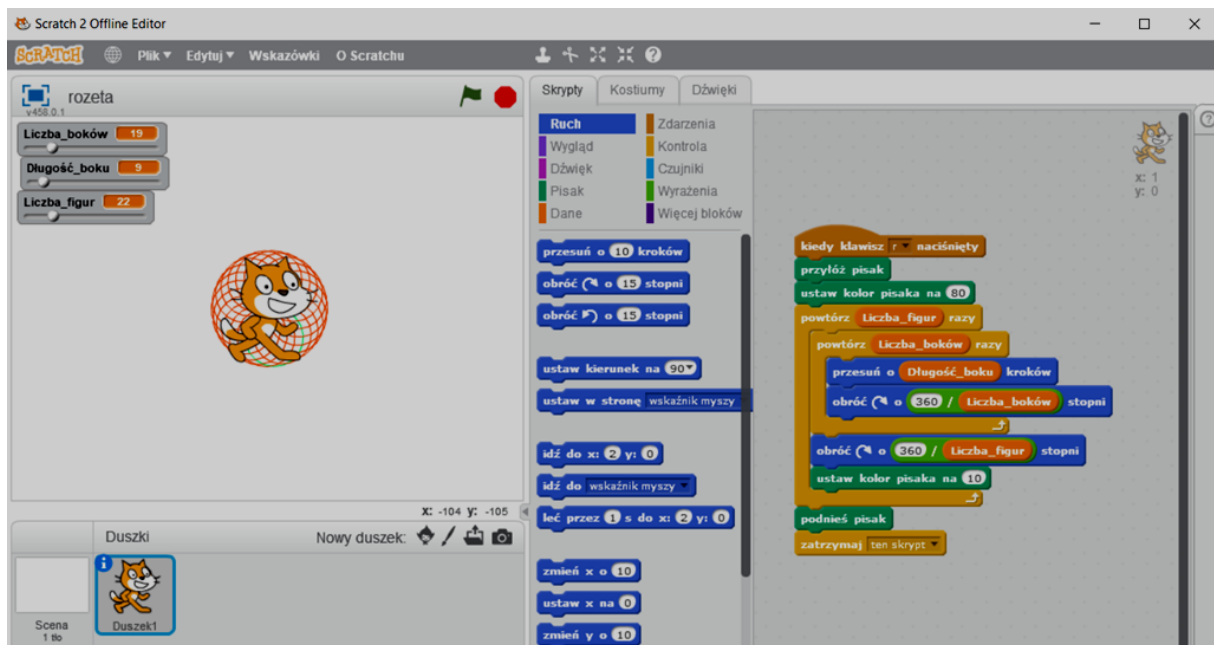 Scratch 2 Offline Editor
SCRATCH Plik Edytuj Wskazówki O Scratchu
rozeta
v458.0.1
Liczba_boków 19
Długość_boku 9
Liczba_figur 22
X: -104 y: -105
Duszki
Nowy duszek:
Scena
1 tło
Duszek1
Skrypty Kostiumy Dźwięki
Ruch Zdarzenia
Wygląd Kontrola
Dźwięk Czujniki
Pisak Wyrażenia
Dane Więcej bloków
przesuń o 10 kroków
obróć o 15 stopni
obróć o 15 stopni
ustaw kierunek na 90
ustaw w stronę wskaźnik myszy
idź do x: 2 y: 0
idź do wskaźnik myszy
leć przez 1 s do x: 2 y: 0
zmień x o 10
ustaw x na 0
zmień y o 10
x: 1
y: 0
kiedy klawisz r naciśnięty
przyłóż pisak
ustaw kolor pisaka na 80
powtórz Liczba_figur razy
powtórz Liczba_boków razy
przesuń o Długość_boku kroków
obróć o 360 / Liczba_boków stopni
obróć o 360 / Liczba_figur stopni
ustaw kolor pisaka na 10
podnieś pisak
zatrzymaj ten skrypt